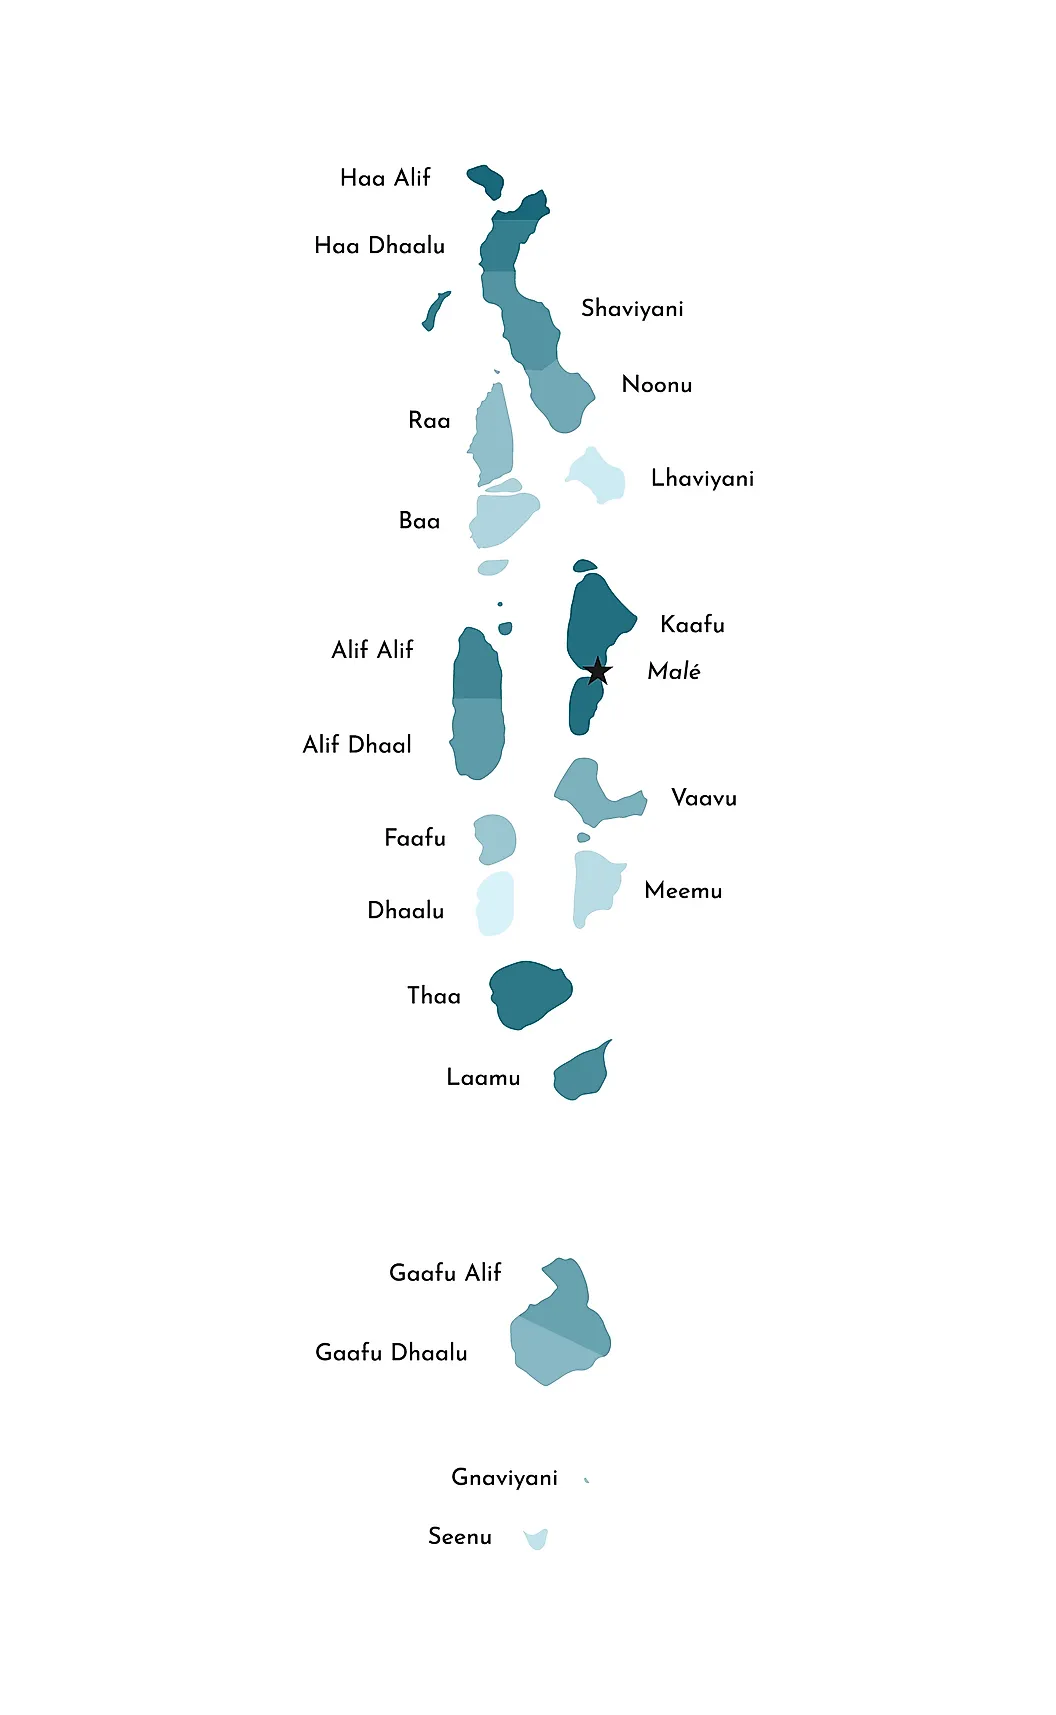 Haa Alif
Haa Dhaalu
Shaviyani
Noonu
Raa
Lhaviyani
Baa
Kaafu
Alif Alif
Malé
Alif Dhaal
Vaavu
Faafu
Meemu
Dhaalu
Thaa
Laamu
Gaafu Alif
Gaafu Dhaalu
Gnaviyani
Seenu